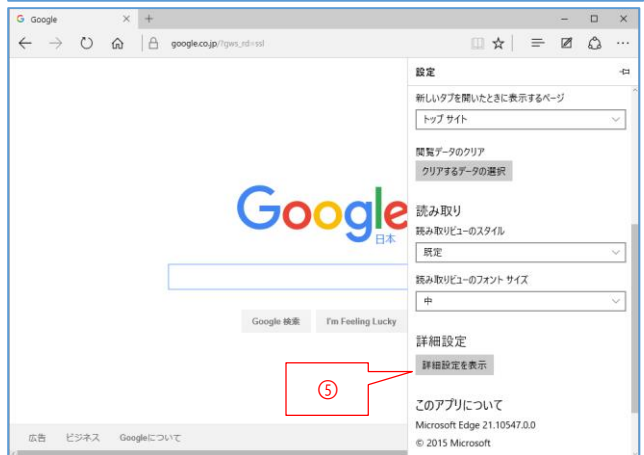 Google
google.co.jp/?gws_rd=ssl
設定
新しいタブを開いたときに表示するページ
トップ サイト
閲覧データのクリア
クリアするデータの選択
読み取り
読み取りビューのスタイル
既定
読み取りビューのフォント サイズ
中
詳細設定
詳細設定を表示
このアプリについて
Microsoft Edge 21.10547.0.0
© 2015 Microsoft
Google
日本
Google 検索 I'm Feeling Lucky
⑤
広告 ビジネス Googleについて